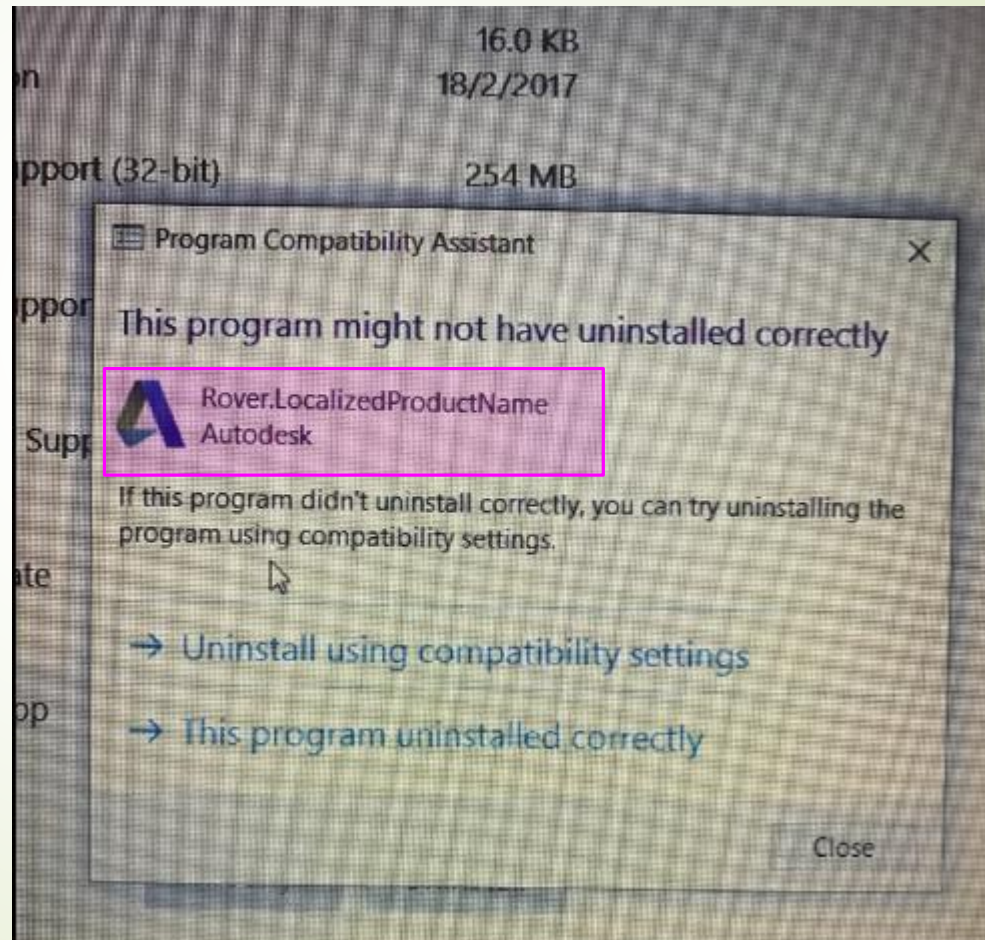 16.0 KB
18/2/2017
pport (32-bit)
254 MB
Program Compatibility Assistant
This program might not have uninstalled correctly
Rover.LocalizedProductName
Autodesk
If this program didn't uninstall correctly, you can try uninstalling the
program using compatibility settings.
→ Uninstall using compatibility settings
→ This program uninstalled correctly
Close